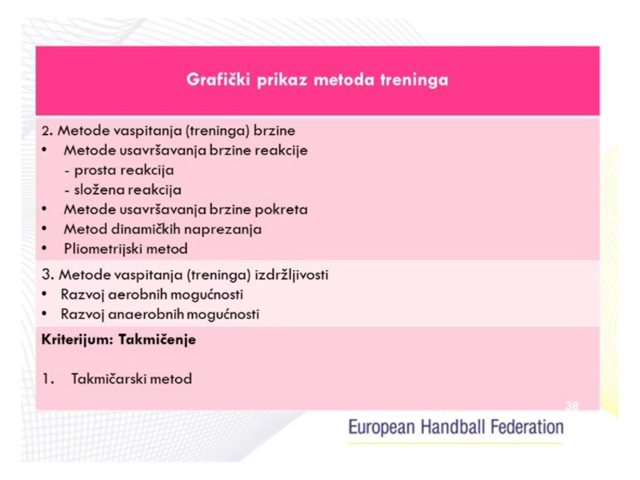 Grafički prikaz metoda treninga
2. Metode vaspitanja (treninga) brzine
• Metode usavršavanja brzine reakcije
- prosta reakcija
- složena reakcija
• Metode usavršavanja brzine pokreta
• Metod dinamičkih naprezanja
• Pliometrijski metod
3. Metode vaspitanja (treninga) izdržljivosti
• Razvoj aerobnih mogućnosti
• Razvoj anaerobnih mogućnosti
Kriterijum: Takmičenje
1. Takmičarski metod
38
European Handball Federation